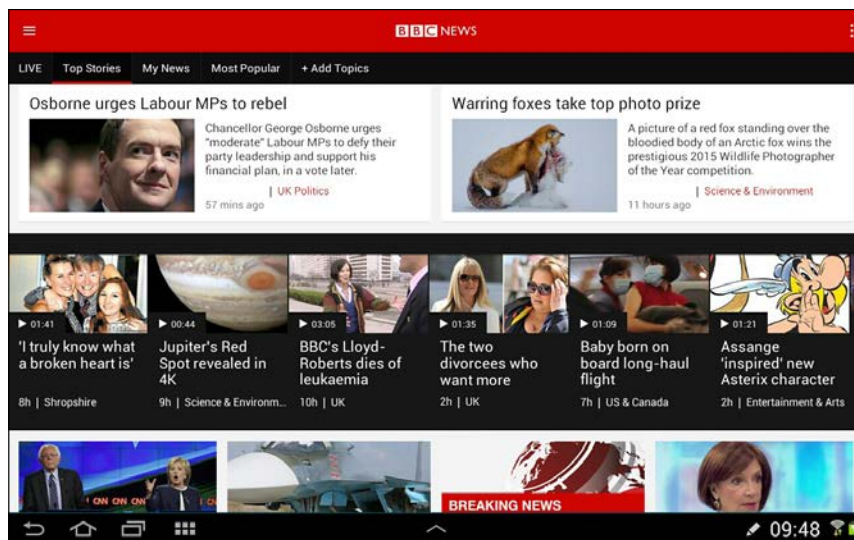 BBC NEWS
LIVE Top Stories My News Most Popular + Add Topics
Osborne urges Labour MPs to rebel
Chancellor George Osborne urges
"moderate" Labour MPs to defy their
party leadership and support his
financial plan, in a vote later.
| UK Politics
57 mins ago
Warring foxes take top photo prize
A picture of a red fox standing over the
bloodied body of an Arctic fox wins the
prestigious 2015 Wildlife Photographer
of the Year competition.
| Science & Environment
11 hours ago
01:41
'I truly know what
a broken heart is'
8h | Shropshire
00:44
Jupiter's Red
Spot revealed in
4K
9h | Science & Environm...
03:05
BBC's Lloyd-
Roberts dies of
leukaemia
10h | UK
01:35
The two
divorcees who
want more
2h | UK
01:09
Baby born on
board long-haul
flight
7h | US & Canada
01:21
Assange
'inspired' new
Asterix character
2h | Entertainment & Arts
CNN CNN CNN
BREAKING NEWS
09:48